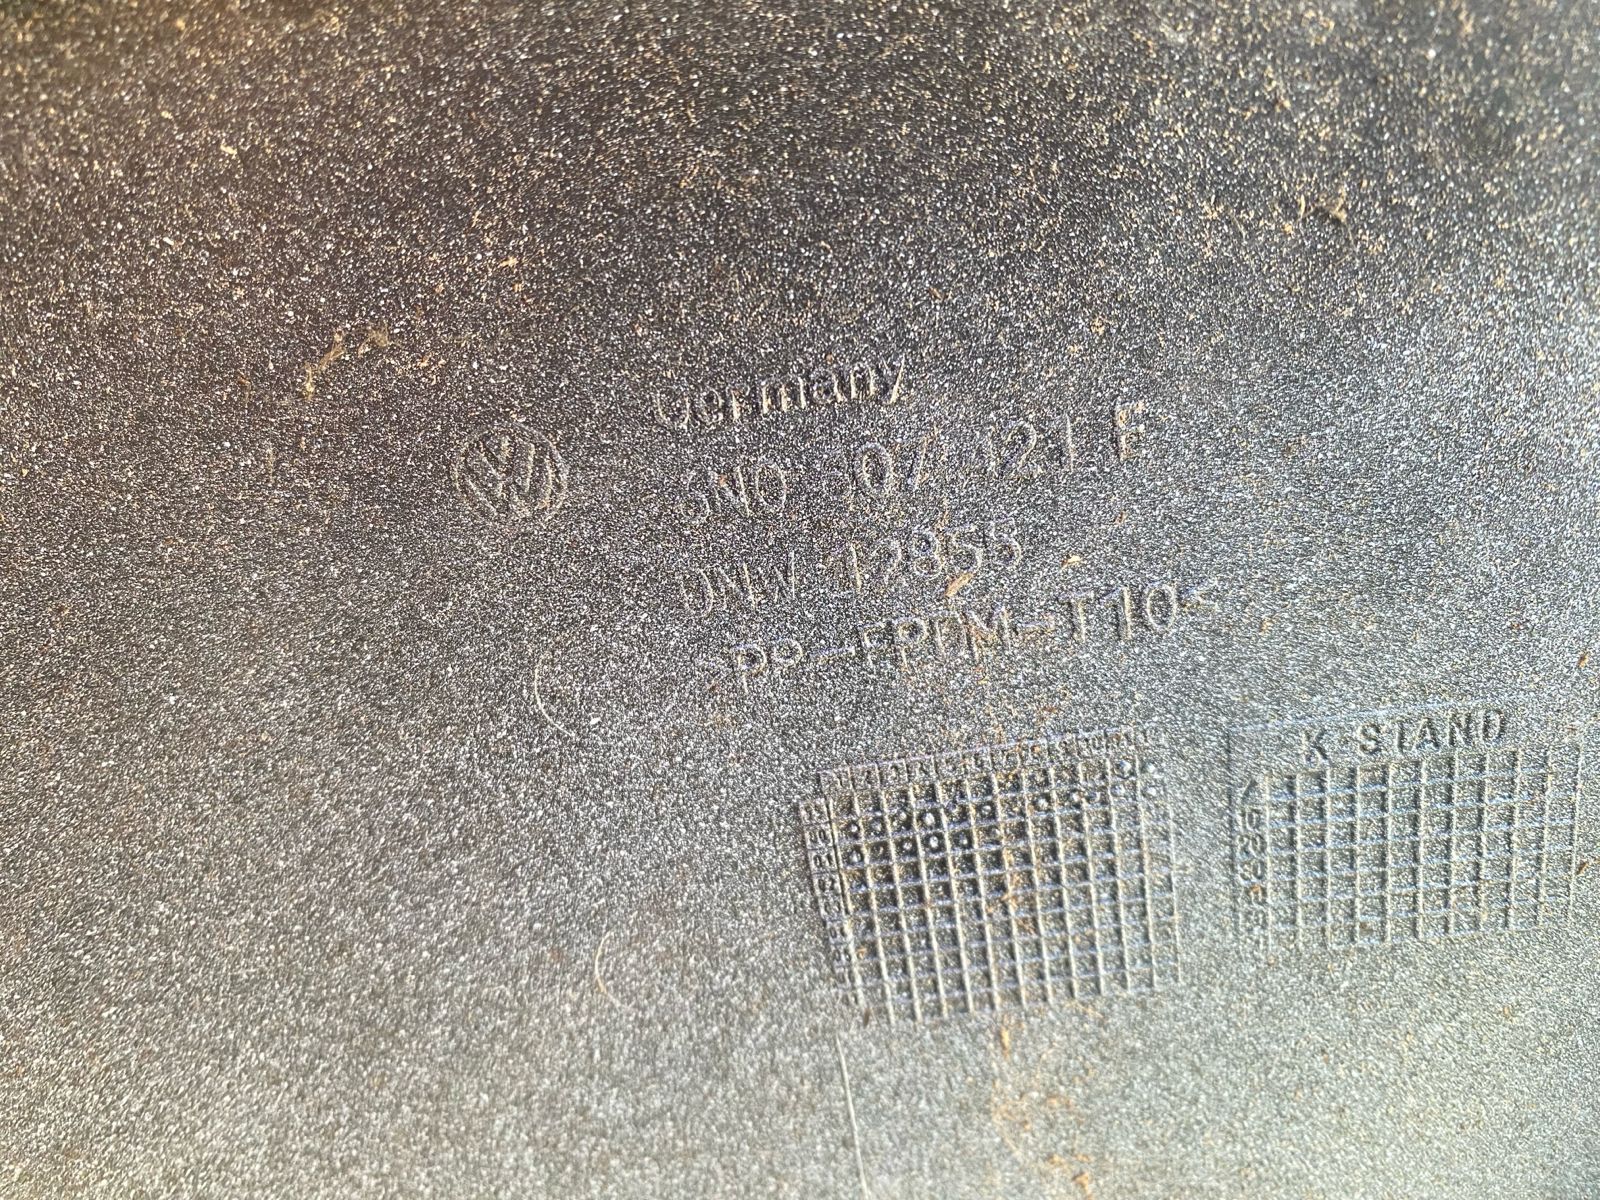 Germany
5N0 807 421 F
DNW 12855
>PP-EPDM-T10<
K-STAND